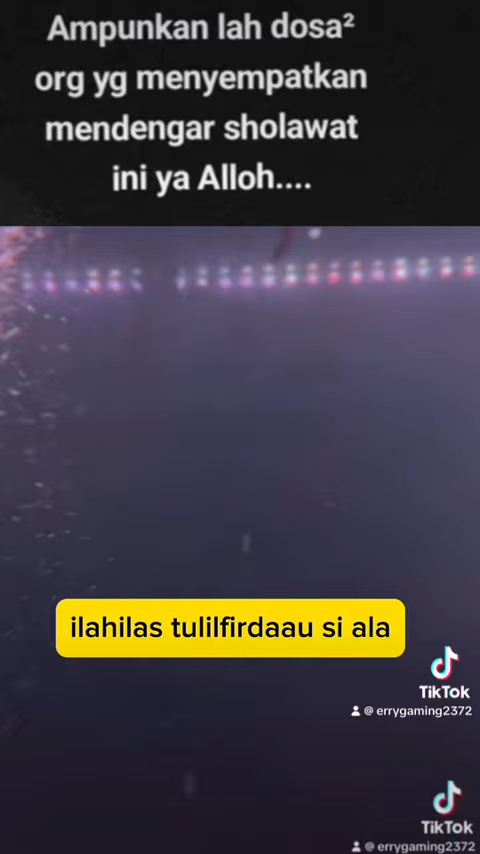 Ampunkan lah dosa²
org yg menyempatkan
mendengar sholawat
ini ya Alloh....
ilahilas tulilfirdaau si ala
TikTok
@ errygaming2372
TikTok
@ errygaming2372